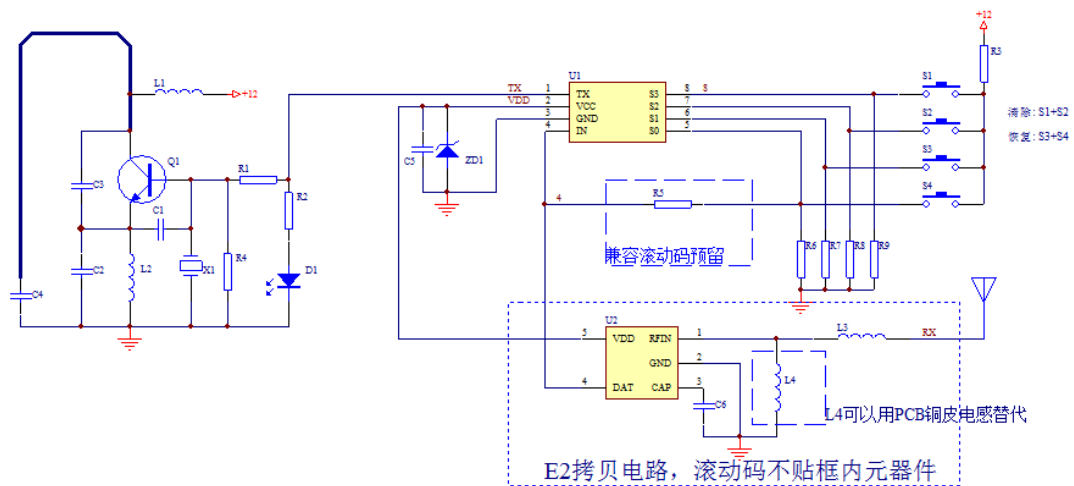 +12
R3
L1
+12
U1
TX
VDD
1
2
3
4
TX
VCC
GND
IN
S3
S2
S1
S0
8
7
6
5
S
S1
S2
S3
S4
清除: S1+S2
恢复: S3+S4
C5
ZD1
Q1
R1
R2
C3
C1
C2
L2
X1
R4
D1
C4
4
R5
兼容滚动码预留
R6
R7
R8
R9
U2
5
VDD
RFIN
1
GND
2
4
DAT
CAP
3
C6
L3
RX
L4
L4可以用PCB铜皮电感替代
E2拷贝电路，滚动码不贴框内元器件